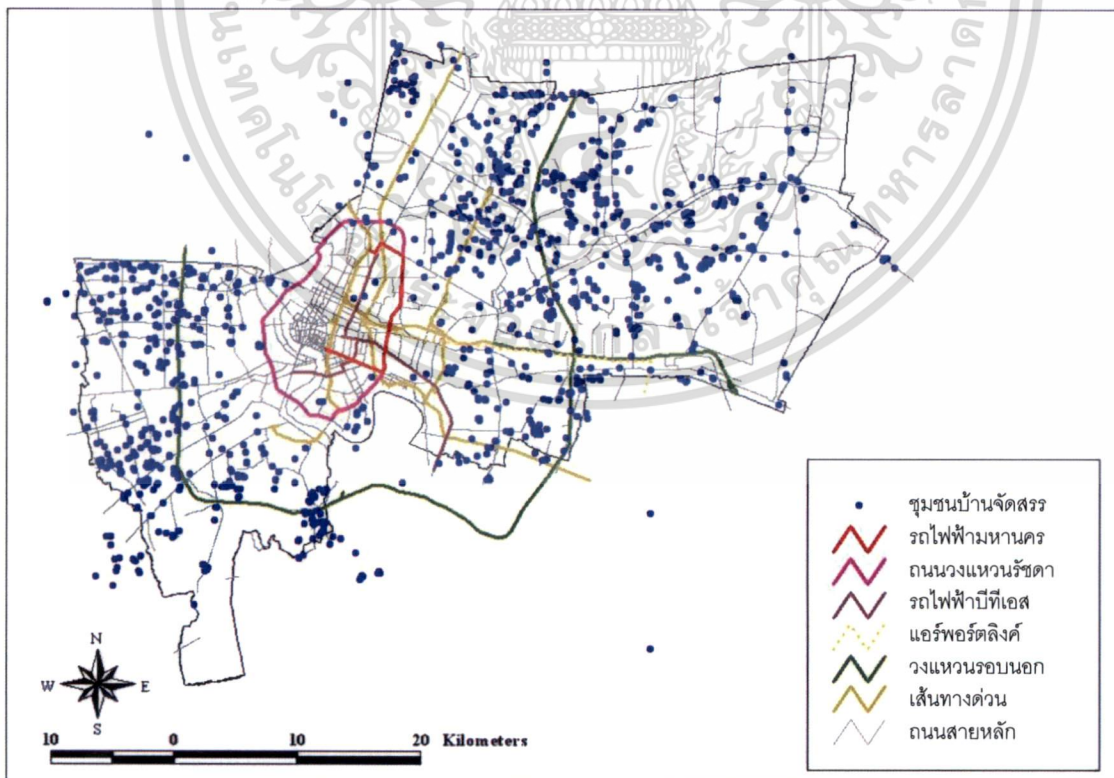 ชุมชนบ้านจัดสรร
รถไฟฟ้ามหานคร
ถนนวงแหวนรัชดา
รถไฟฟ้าบีทีเอส
แอร์พอร์ตลิงค์
วงแหวนรอบนอก
เส้นทางด่วน
ถนนสายหลัก
N
W E
S
10 0 10 20 Kilometers